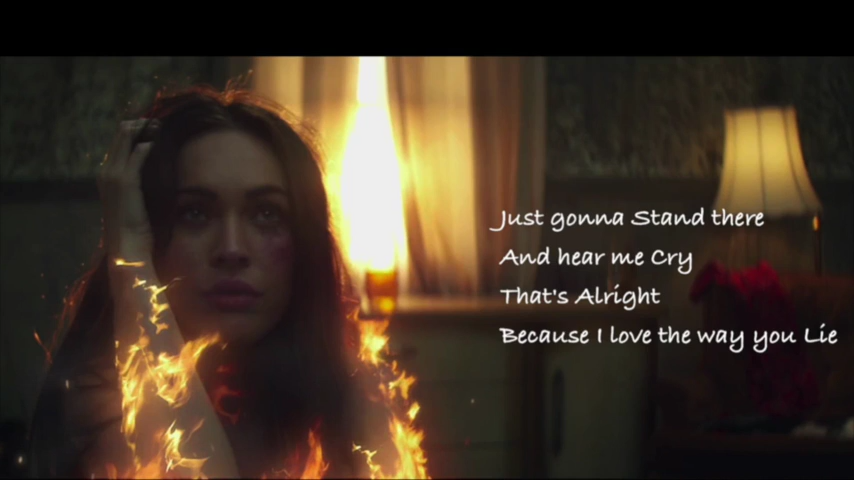 Just gonna Stand there
And hear me Cry
That's Alright
Because I love the way you Lie